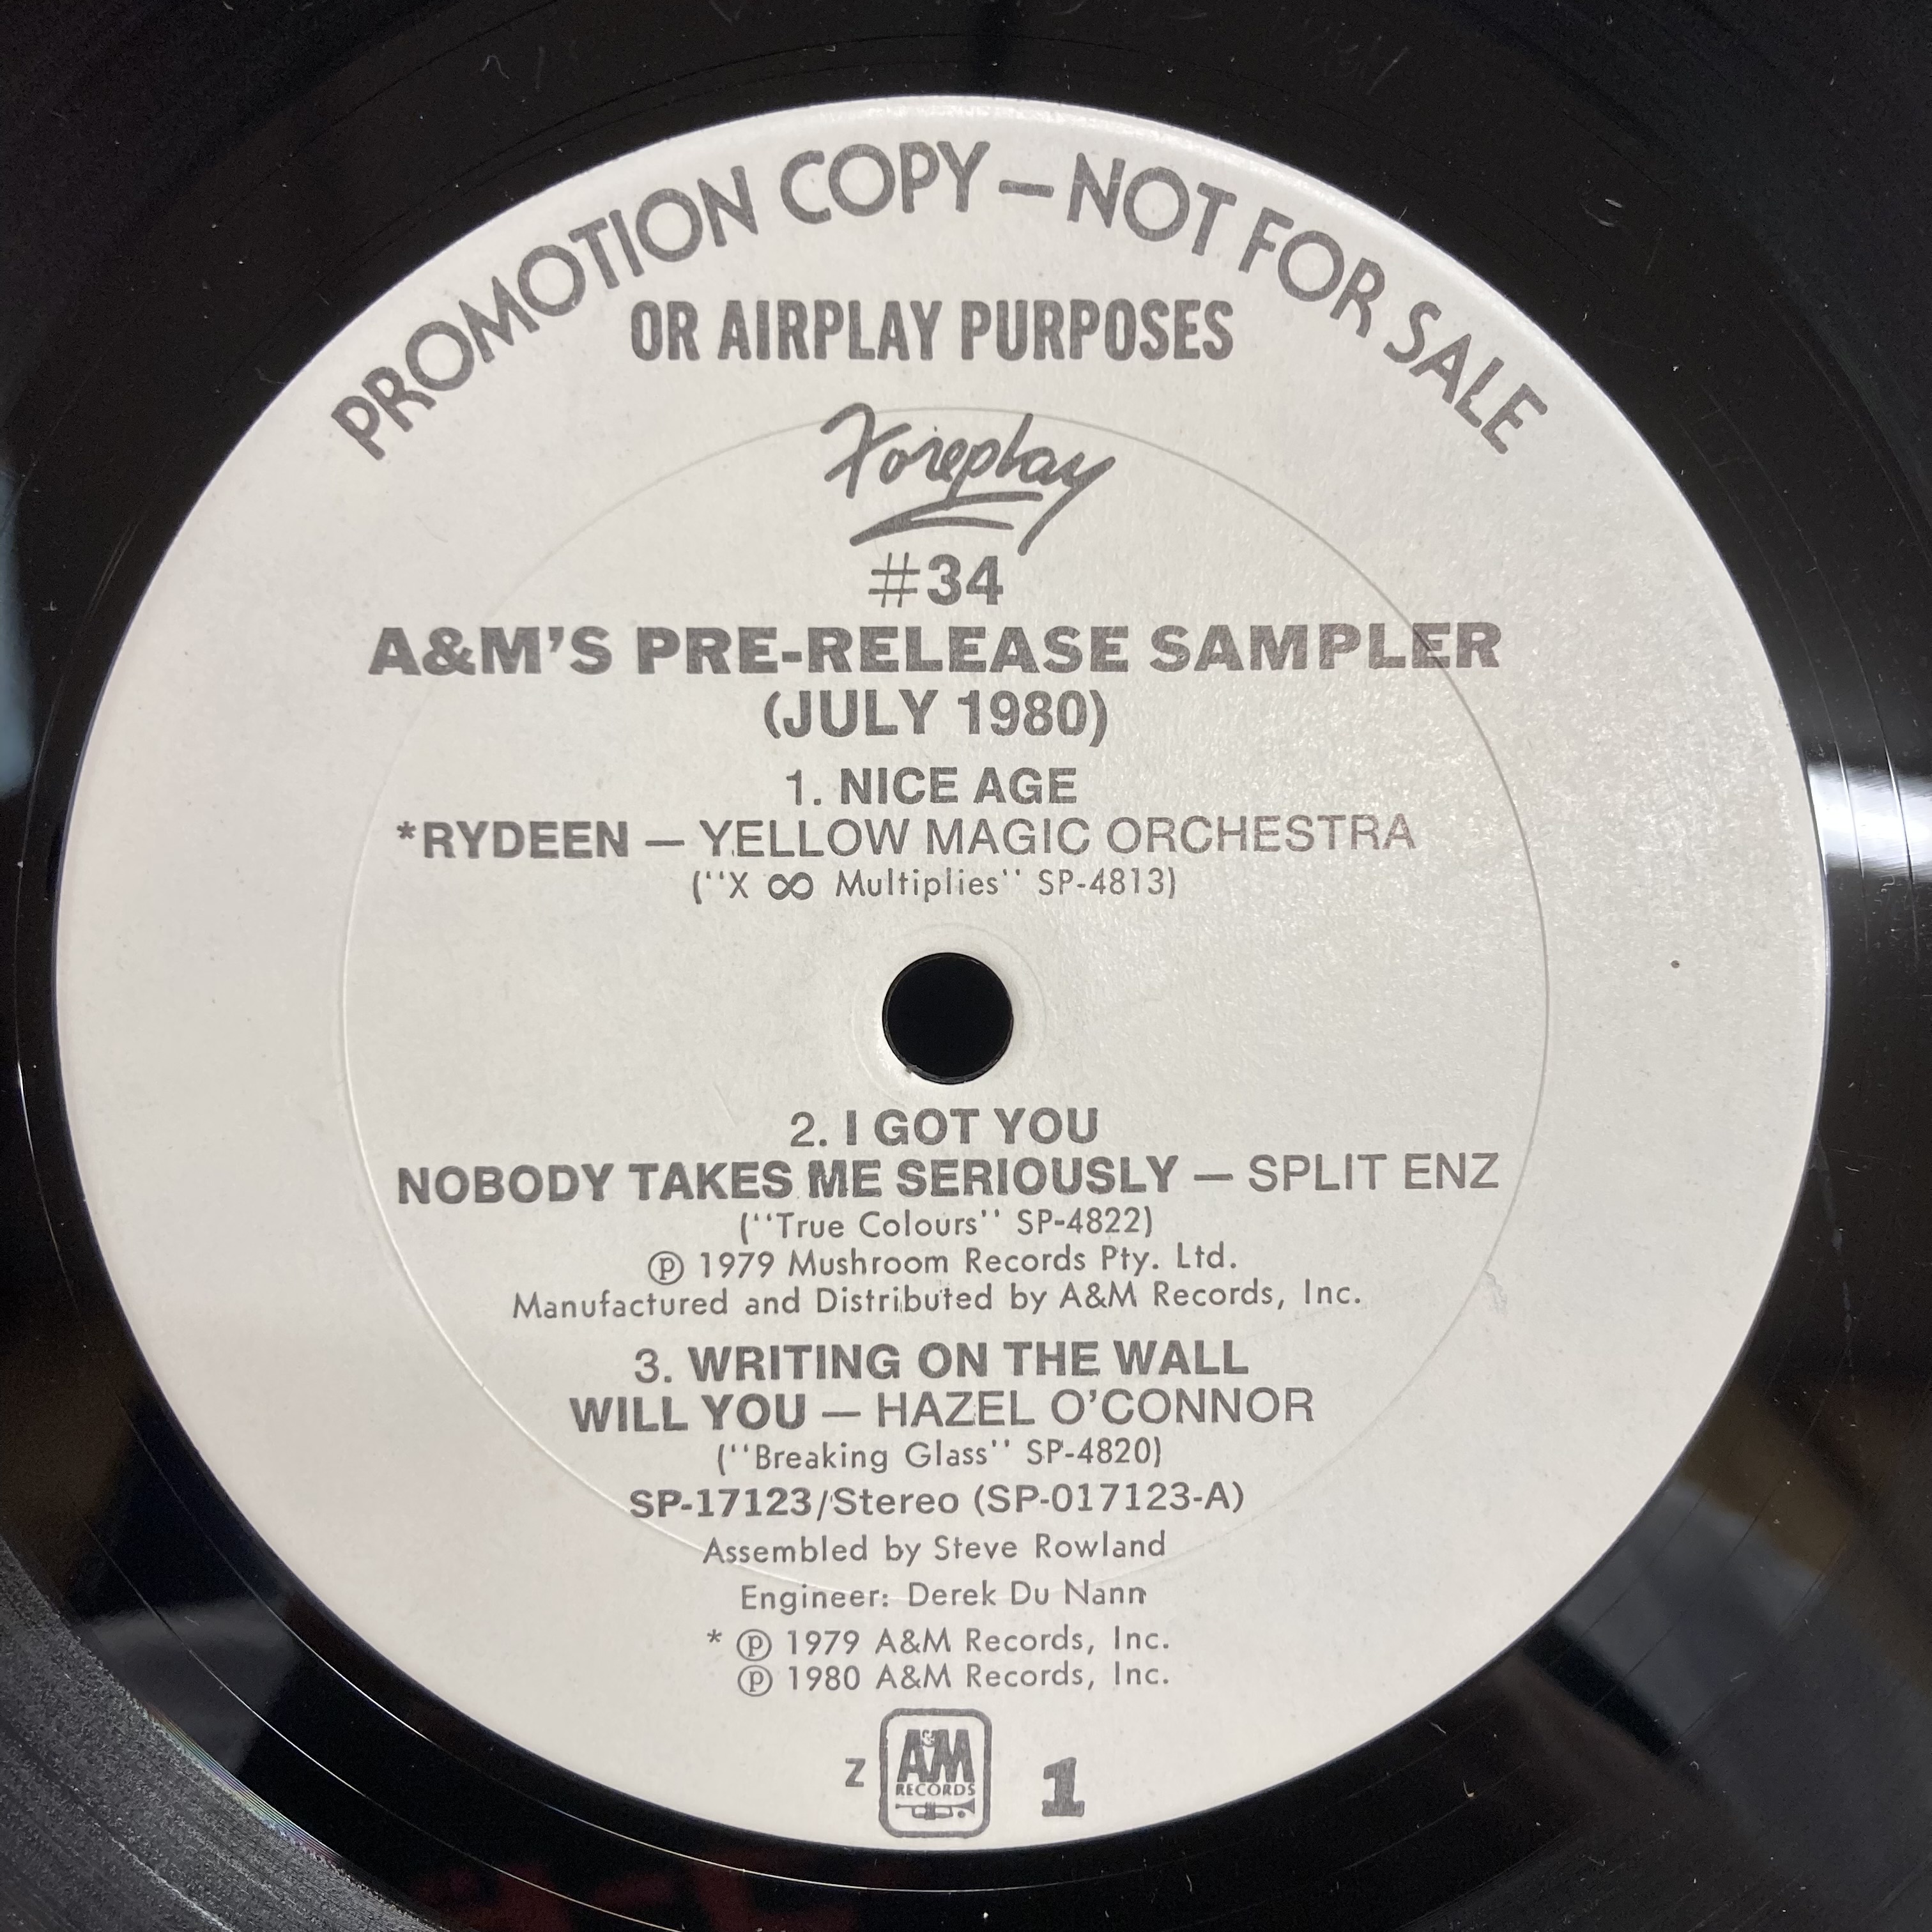 PROMOTION COPY – NOT FOR SALE
OR AIRPLAY PURPOSES
Foreplay
#34
A&M'S PRE-RELEASE SAMPLER
(JULY 1980)
1. NICE AGE
*RYDEEN — YELLOW MAGIC ORCHESTRA
(''X ∞ Multiplies'' SP-4813)
2. I GOT YOU
NOBODY TAKES ME SERIOUSLY — SPLIT ENZ
(''True Colours'' SP-4822)
℗ 1979 Mushroom Records Pty. Ltd.
Manufactured and Distributed by A&M Records, Inc.
3. WRITING ON THE WALL
WILL YOU — HAZEL O'CONNOR
(''Breaking Glass'' SP-4820)
SP-17123/Stereo (SP-017123-A)
Assembled by Steve Rowland
Engineer: Derek Du Nann
* ℗ 1979 A&M Records, Inc.
℗ 1980 A&M Records, Inc.
Z A&M 1
RECORDS